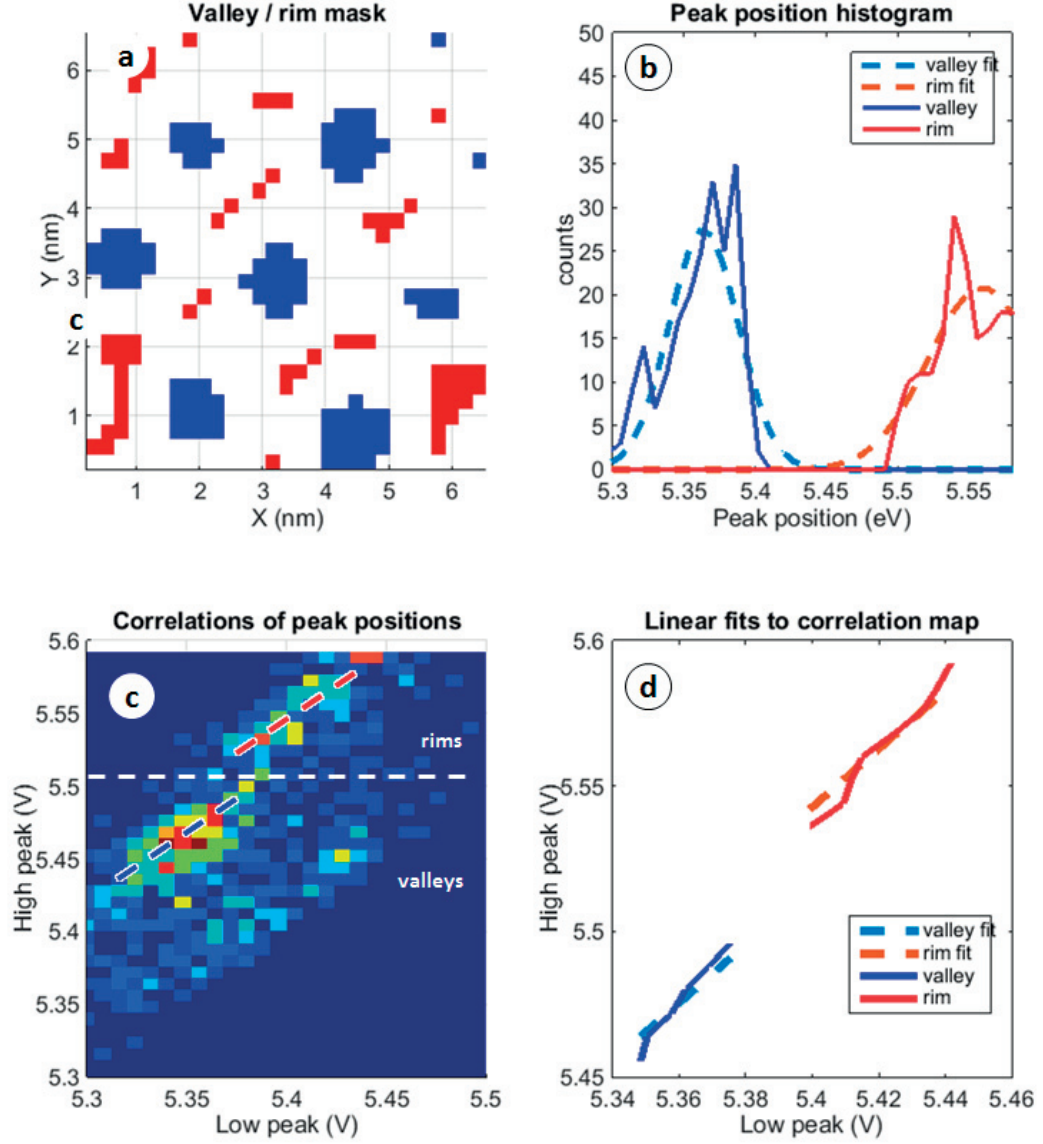 Valley / rim mask
a
6
5
4
3
2
1
Y (nm)
c
1
2
3
4
5
6
X (nm)
Peak position histogram
b
50
45
40
35
30
25
20
15
10
5
0
counts
valley fit
rim fit
valley
rim
5.3
5.35
5.4
5.45
5.5
5.55
Peak position (eV)
Correlations of peak positions
c
5.6
5.55
5.5
5.45
5.4
5.35
5.3
High peak (V)
rims
valleys
5.3
5.35
5.4
5.45
5.5
Low peak (V)
Linear fits to correlation map
d
5.6
5.55
5.5
5.45
High peak (V)
valley fit
rim fit
valley
rim
5.34
5.36
5.38
5.4
5.42
5.44
5.46
Low peak (V)